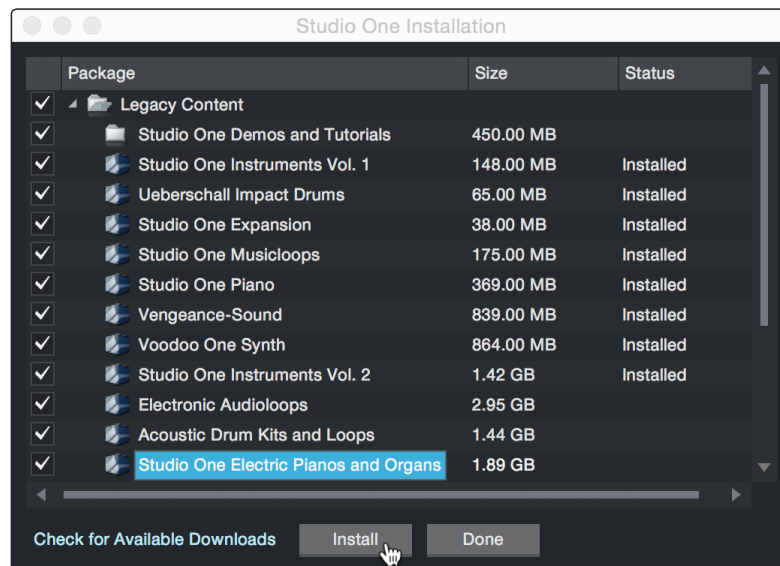 Studio One Installation
Package Size Status
Legacy Content
Studio One Demos and Tutorials 450.00 MB
Studio One Instruments Vol. 1 148.00 MB Installed
Ueberschall Impact Drums 65.00 MB Installed
Studio One Expansion 38.00 MB Installed
Studio One Musicloops 175.00 MB Installed
Studio One Piano 369.00 MB Installed
Vengeance-Sound 839.00 MB Installed
Voodoo One Synth 864.00 MB Installed
Studio One Instruments Vol. 2 1.42 GB Installed
Electronic Audioloops 2.95 GB
Acoustic Drum Kits and Loops 1.44 GB
Studio One Electric Pianos and Organs 1.89 GB
Check for Available Downloads Install Done